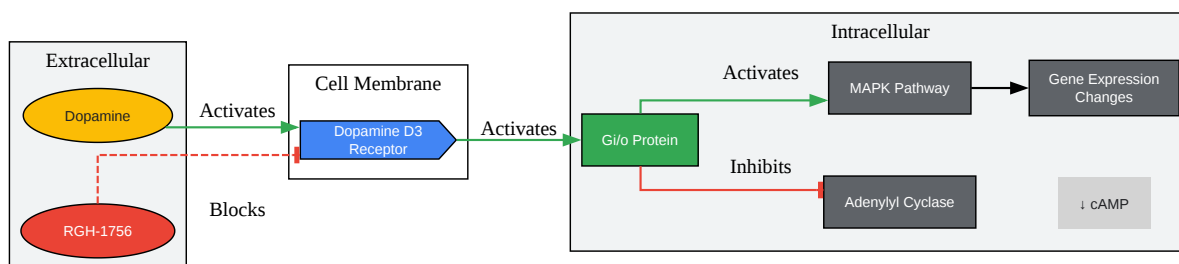 Extracellular
Dopamine
RGH-1756
Activates
Blocks
Cell Membrane
Dopamine D3
Receptor
Activates
Intracellular
Gi/o Protein
Activates
MAPK Pathway
Gene Expression
Changes
Inhibits
Adenylyl Cyclase
↓ cAMP